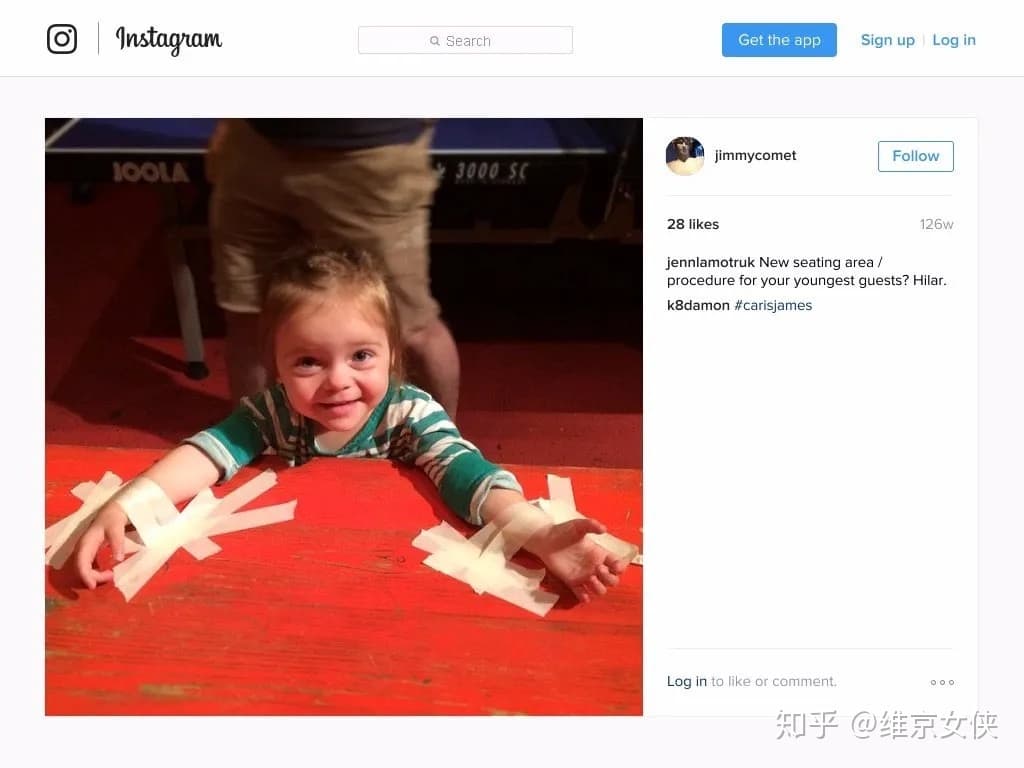 Instagram
Search
Get the app
Sign up
Log in
JOOLA
3000 SC
jimmycomet
Follow
28 likes
126w
jennlamotruk New seating area /
procedure for your youngest guests? Hilar.
k8damon #carisjames
Log in to like or comment.
知乎 @维京女侠